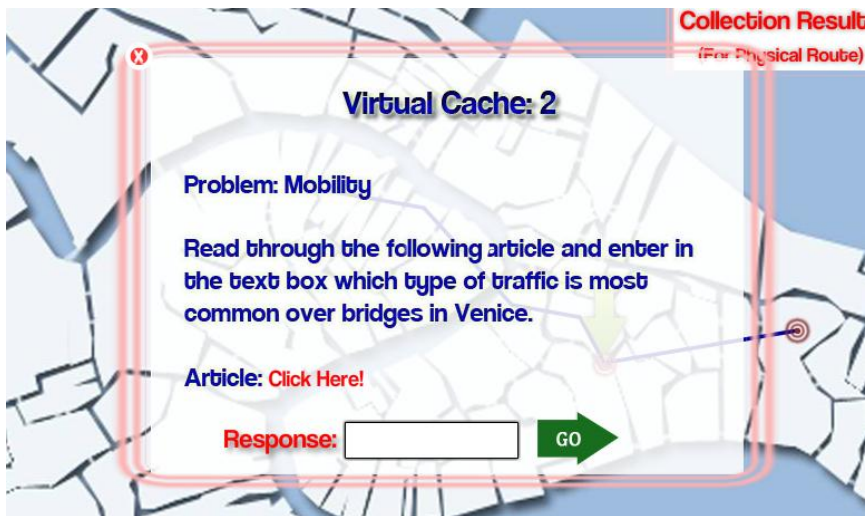 Collection Result
(For Physical Route)
X
Virtual Cache: 2
Problem: Mobility
Read through the following article and enter in
the text box which type of traffic is most
common over bridges in Venice.
Article: Click Here!
Response:
GO